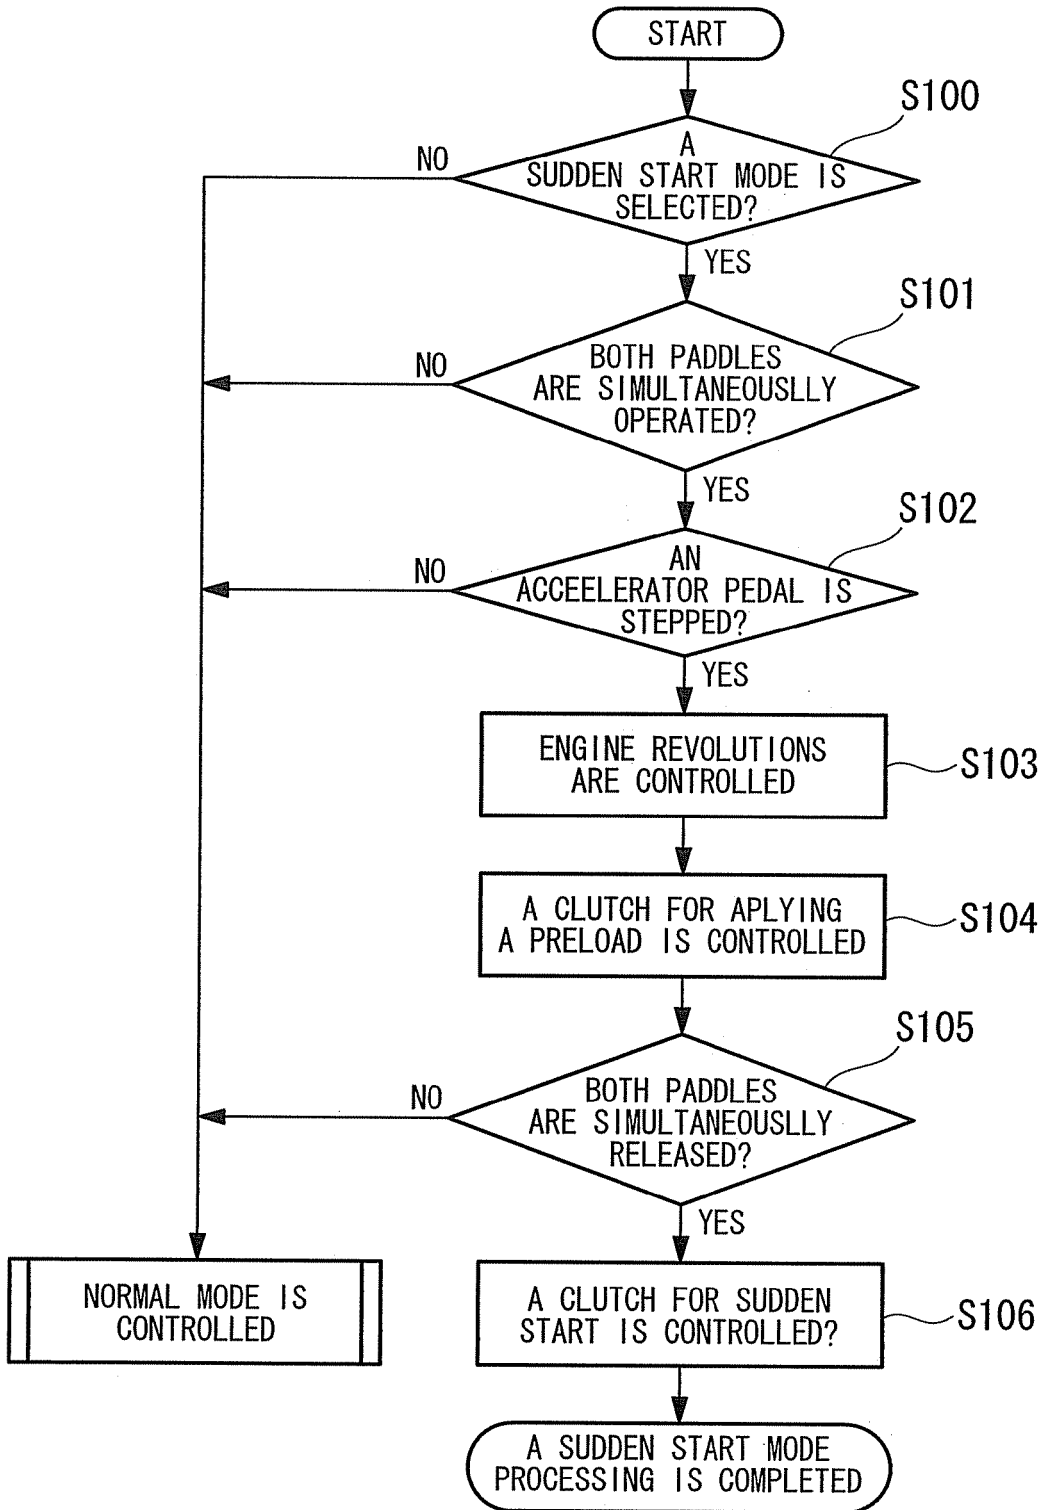 START
S100
A
SUDDEN START MODE IS
SELECTED?
NO
YES
S101
BOTH PADDLES
ARE SIMULTANEOUSLLY
OPERATED?
NO
YES
S102
AN
ACCEELERATOR PEDAL IS
STEPPED?
NO
YES
ENGINE REVOLUTIONS
ARE CONTROLLED
S103
A CLUTCH FOR APLYING
A PRELOAD IS CONTROLLED
S104
S105
BOTH PADDLES
ARE SIMULTANEOUSLLY
RELEASED?
NO
YES
NORMAL MODE IS
CONTROLLED
A CLUTCH FOR SUDDEN
START IS CONTROLLED?
S106
A SUDDEN START MODE
PROCESSING IS COMPLETED